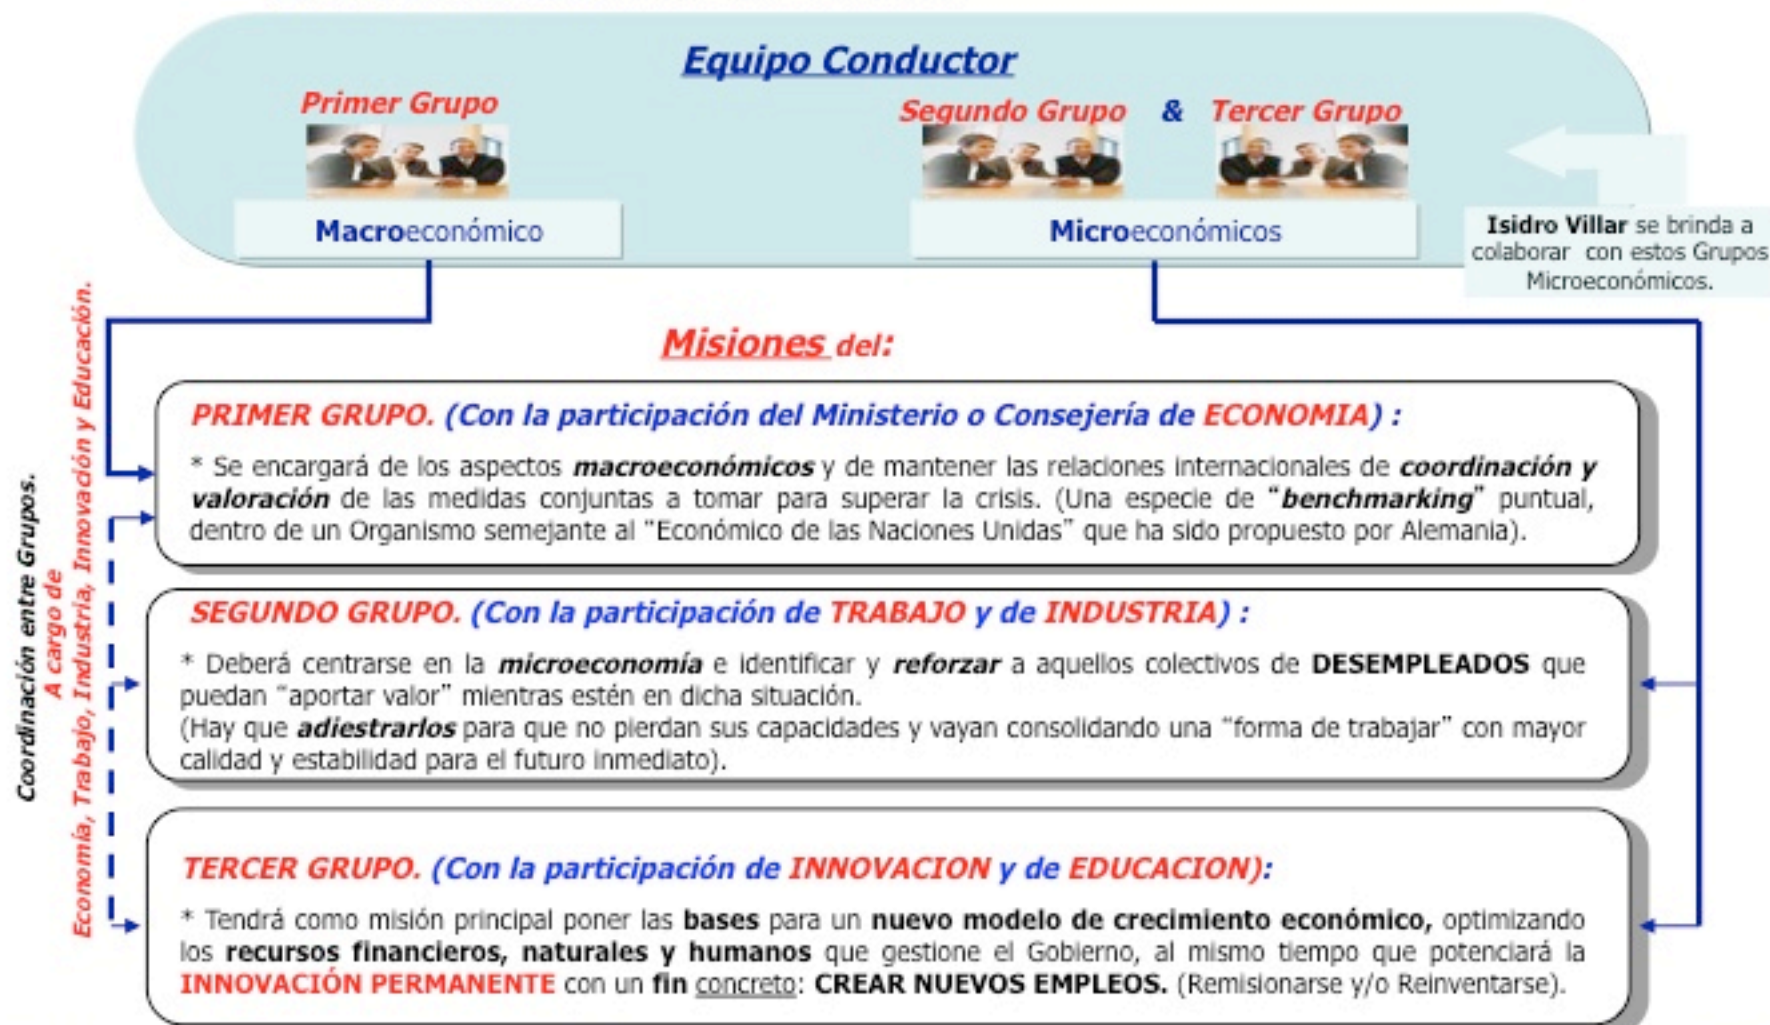 Equipo Conductor
Primer Grupo
Segundo Grupo & Tercer Grupo
Macroeconómico
Microeconómicos
Isidro Villar se brinda a
colaborar con estos Grupos
Microeconómicos.
Misiones del:
Coordinación entre Grupos.
A cargo de
Economía, Trabajo, Industria, Innovación y Educación.
PRIMER GRUPO. (Con la participación del Ministerio o Consejería de ECONOMIA) :
* Se encargará de los aspectos macroeconómicos y de mantener las relaciones internacionales de coordinación y
valoración de las medidas conjuntas a tomar para superar la crisis. (Una especie de “benchmarking” puntual,
dentro de un Organismo semejante al “Económico de las Naciones Unidas” que ha sido propuesto por Alemania).
SEGUNDO GRUPO. (Con la participación de TRABAJO y de INDUSTRIA) :
* Deberá centrarse en la microeconomía e identificar y reforzar a aquellos colectivos de DESEMPLEADOS que
puedan “aportar valor” mientras estén en dicha situación.
(Hay que adiestrarlos para que no pierdan sus capacidades y vayan consolidando una “forma de trabajar” con mayor
calidad y estabilidad para el futuro inmediato).
TERCER GRUPO. (Con la participación de INNOVACION y de EDUCACION):
* Tendrá como misión principal poner las bases para un nuevo modelo de crecimiento económico, optimizando
los recursos financieros, naturales y humanos que gestione el Gobierno, al mismo tiempo que potenciará la
INNOVACIÓN PERMANENTE con un fin concreto: CREAR NUEVOS EMPLEOS. (Remisionarse y/o Reinventarse).